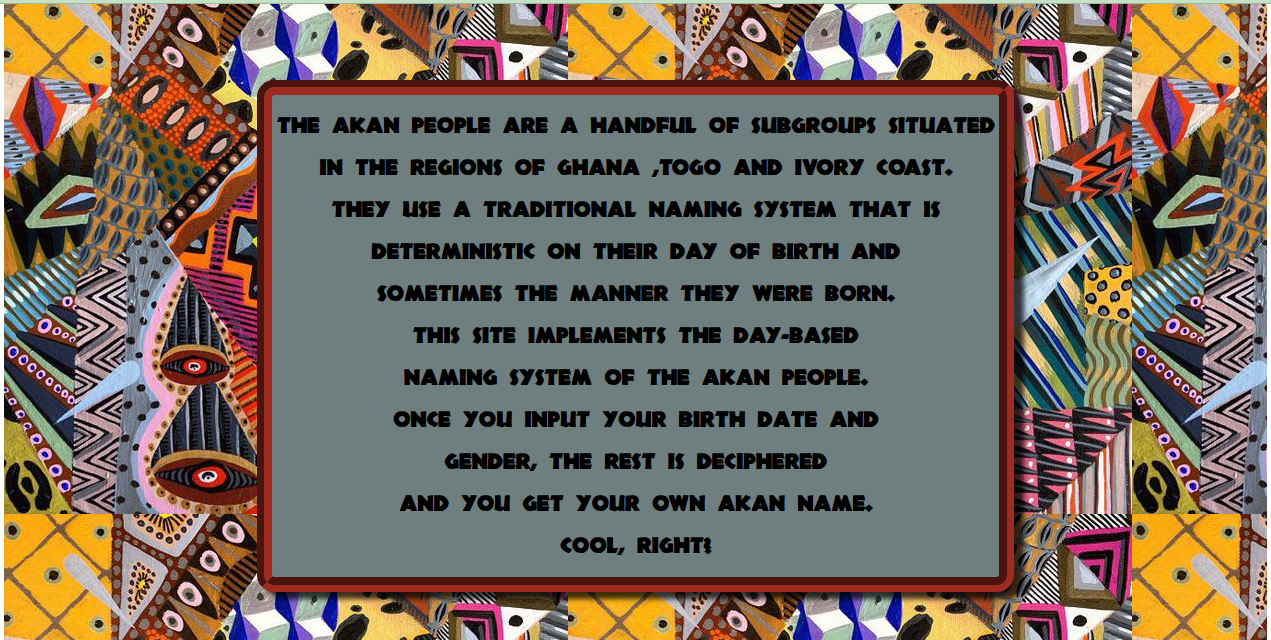 THE AKAN PEOPLE ARE A HANDFUL OF SUBGROUPS SITUATED
IN THE REGIONS OF GHANA ,TOGO AND IVORY COAST.
THEY USE A TRADITIONAL NAMING SYSTEM THAT IS
DETERMINISTIC ON THEIR DAY OF BIRTH AND
SOMETIMES THE MANNER THEY WERE BORN.
THIS SITE IMPLEMENTS THE DAY-BASED
NAMING SYSTEM OF THE AKAN PEOPLE.
ONCE YOU INPUT YOUR BIRTH DATE AND
GENDER, THE REST IS DECIPHERED
AND YOU GET YOUR OWN AKAN NAME.
COOL, RIGHT?